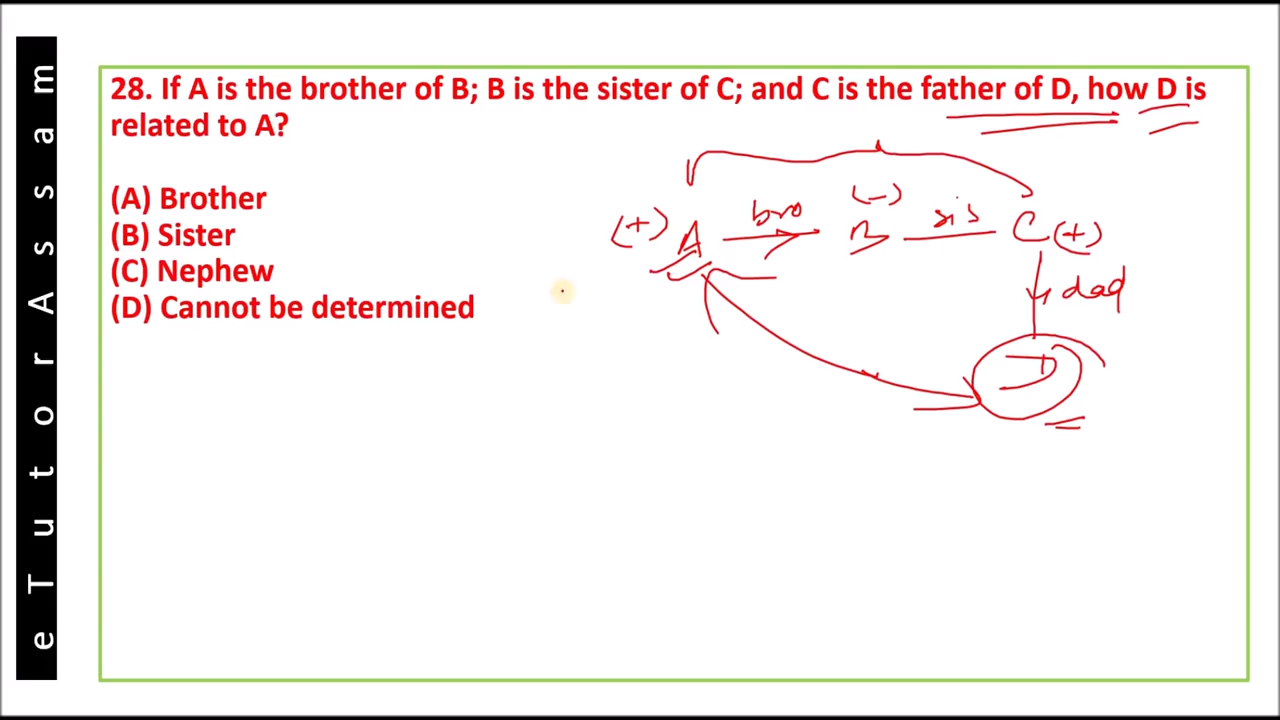 eTutorAssam
28. If A is the brother of B; B is the sister of C; and C is the father of D, how D is
related to A?
(A) Brother
(B) Sister
(C) Nephew
(D) Cannot be determined
(+) A bro B (-) sis C (+)
dad
D